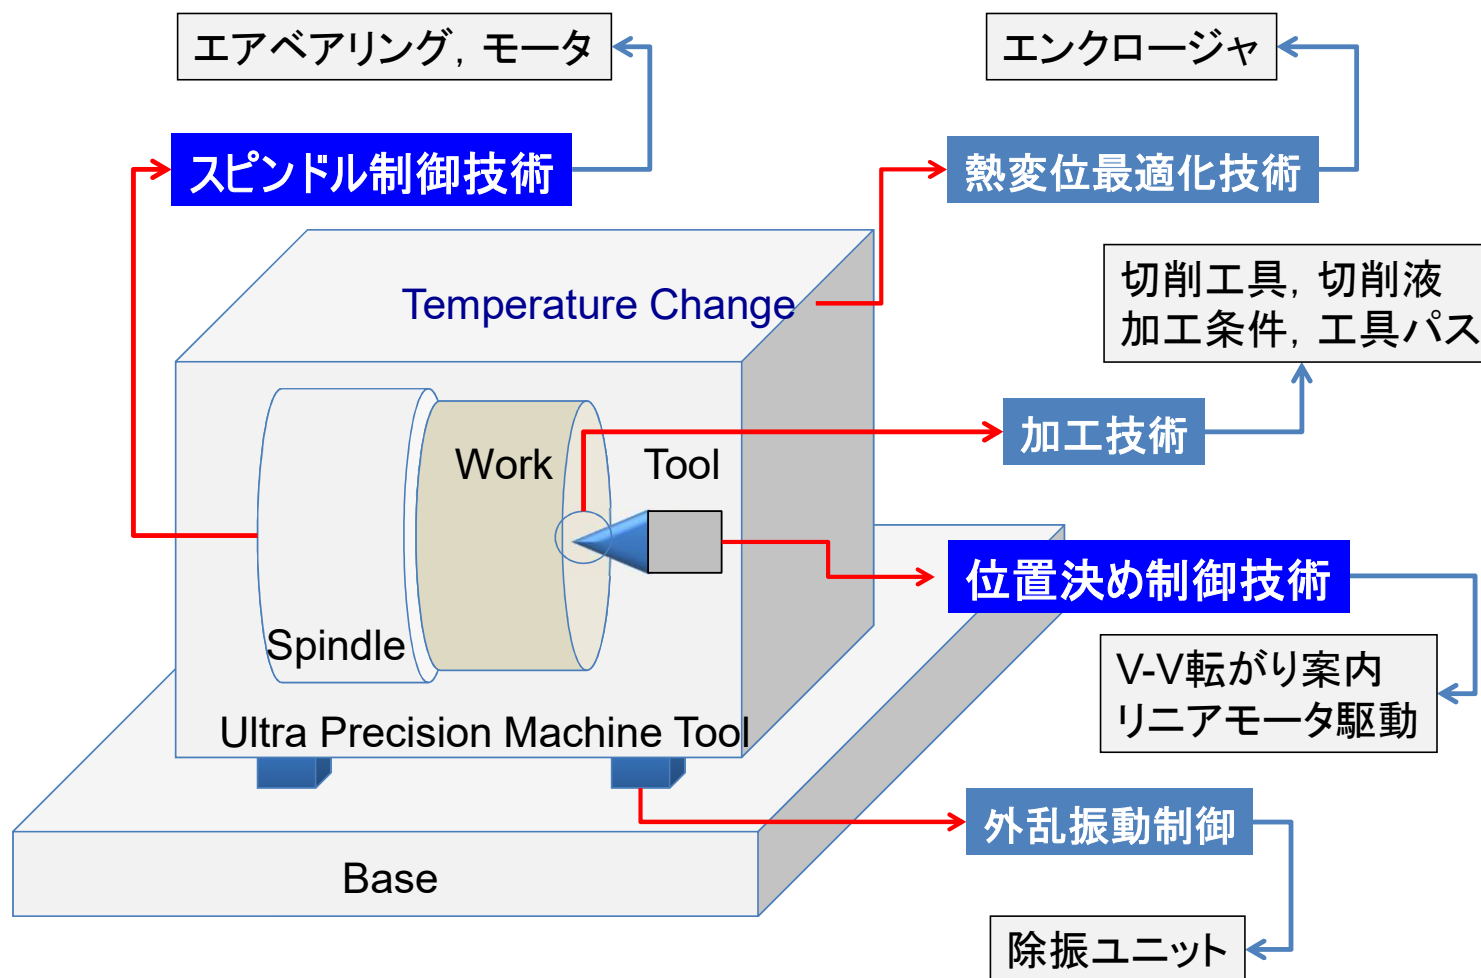 エアベアリング, モータ
エンクロージャ
スピンドル制御技術
熱変位最適化技術
Temperature Change
切削工具, 切削液
加工条件, 工具パス
加工技術
Work
Tool
位置決め制御技術
Spindle
V-V転がり案内
リニアモータ駆動
Ultra Precision Machine Tool
外乱振動制御
Base
除振ユニット